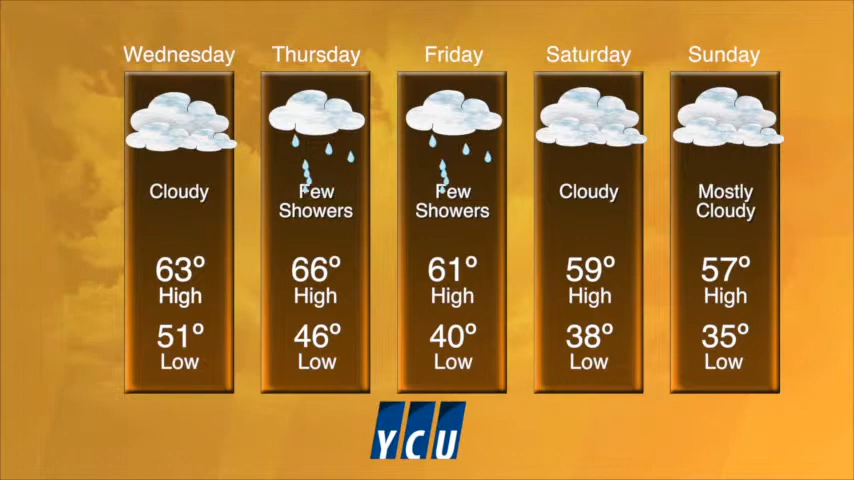 Wednesday
Cloudy
63º
High
51º
Low
Thursday
Few
Showers
66º
High
46º
Low
Friday
Few
Showers
61º
High
40º
Low
Saturday
Cloudy
59º
High
38º
Low
Sunday
Mostly
Cloudy
57º
High
35º
Low
YCU